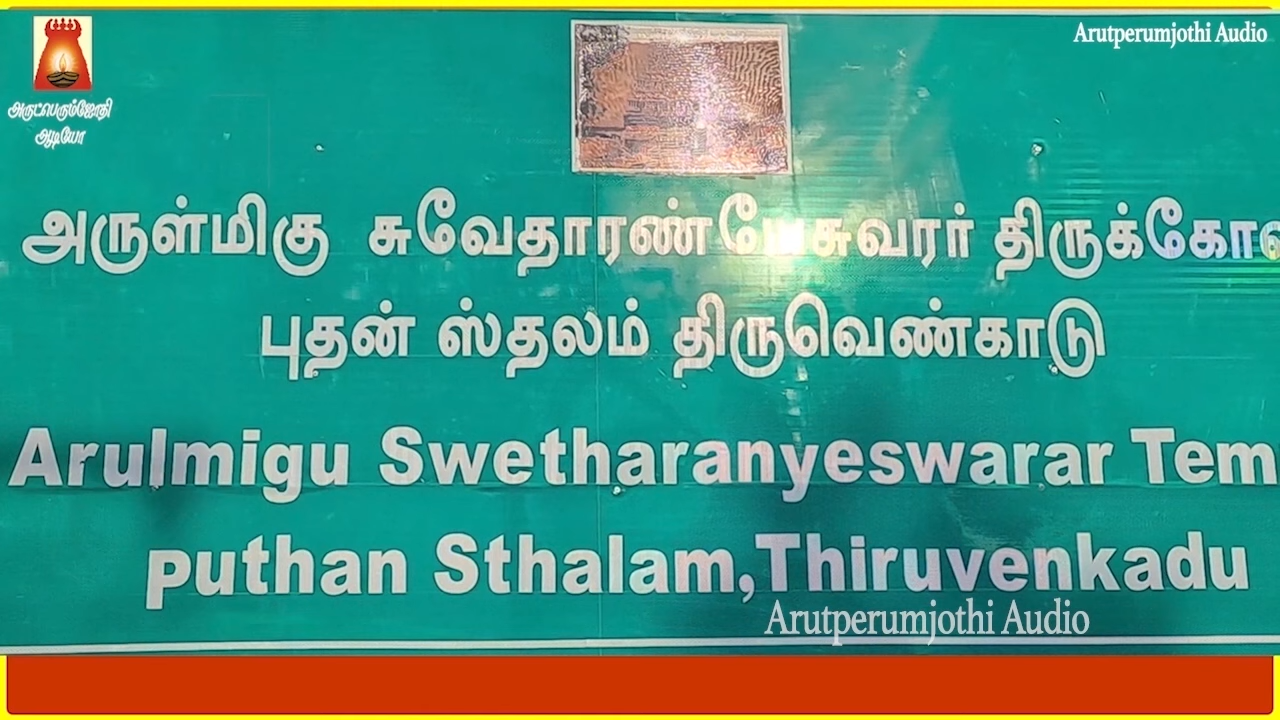 Arutperumjothi Audio
அருட்பெரும்ஜோதி
ஆடியோ
அருள்மிகு சுவேதாரண்யேசுவரர்
புதன் ஸ்தலம் திருவெண்காடு
Arulmigu Swetharanyeswarar Tem
puthan Sthalam,Thiruvenkadu
Arutperumjothi Audio